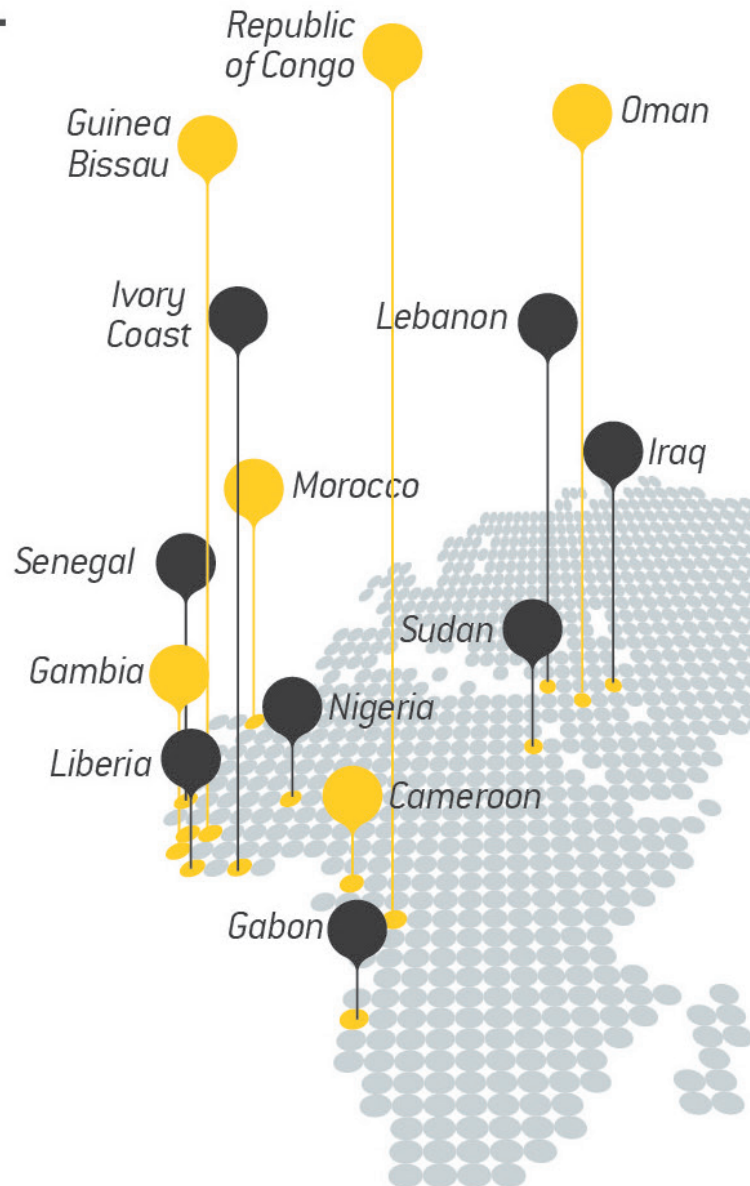 Republic
of Congo
Oman
Guinea
Bissau
Ivory
Coast
Lebanon
Iraq
Morocco
Senegal
Sudan
Gambia
Nigeria
Liberia
Cameroon
Gabon